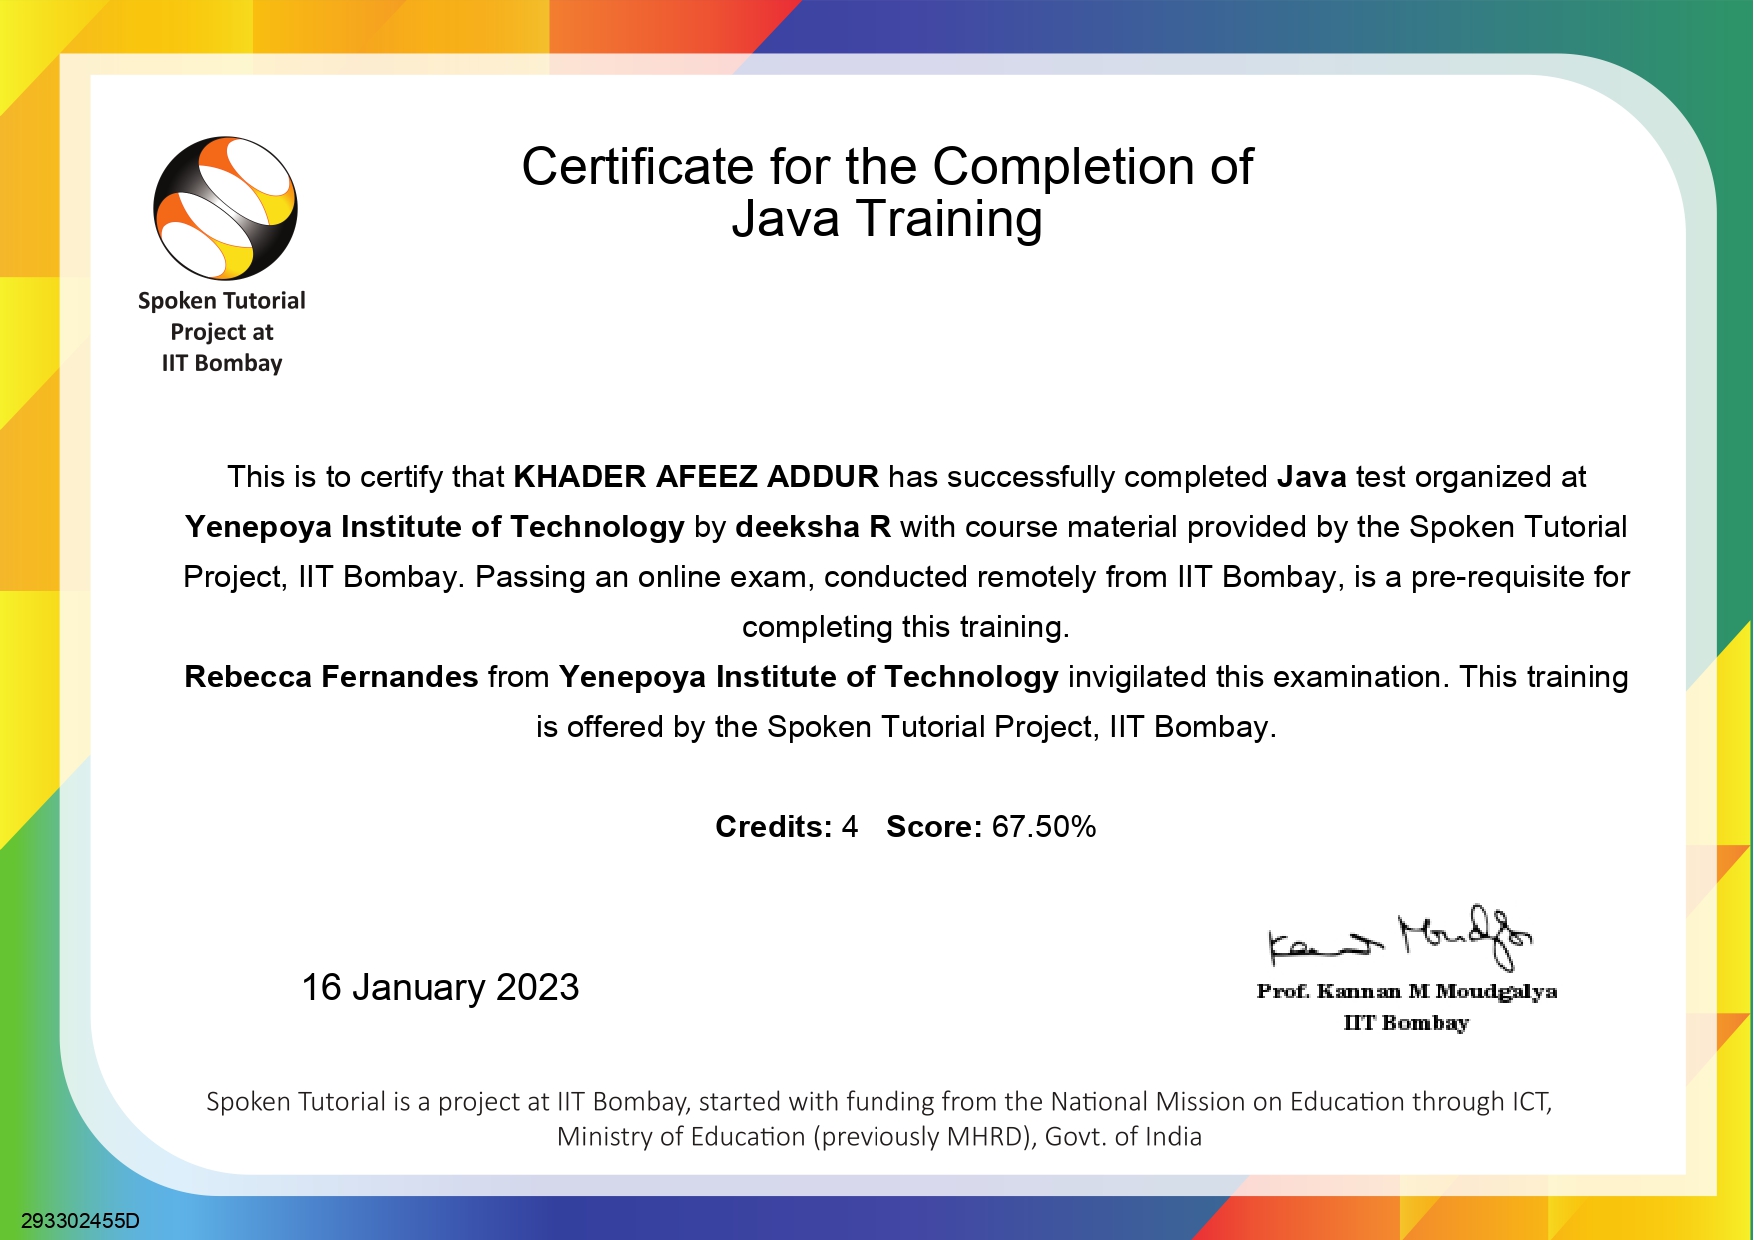 Certificate for the Completion of
Java Training
Spoken Tutorial
Project at
IIT Bombay
This is to certify that KHADER AFEEZ ADDUR has successfully completed Java test organized at
Yenepoya Institute of Technology by deeksha R with course material provided by the Spoken Tutorial
Project, IIT Bombay. Passing an online exam, conducted remotely from IIT Bombay, is a pre-requisite for
completing this training.
Rebecca Fernandes from Yenepoya Institute of Technology invigilated this examination. This training
is offered by the Spoken Tutorial Project, IIT Bombay.
Credits: 4 Score: 67.50%
16 January 2023
Kannan Moudgalya
Prof. Kannan M Moudgalya
IIT Bombay
Spoken Tutorial is a project at IIT Bombay, started with funding from the National Mission on Education through ICT,
Ministry of Education (previously MHRD), Govt. of India
293302455D